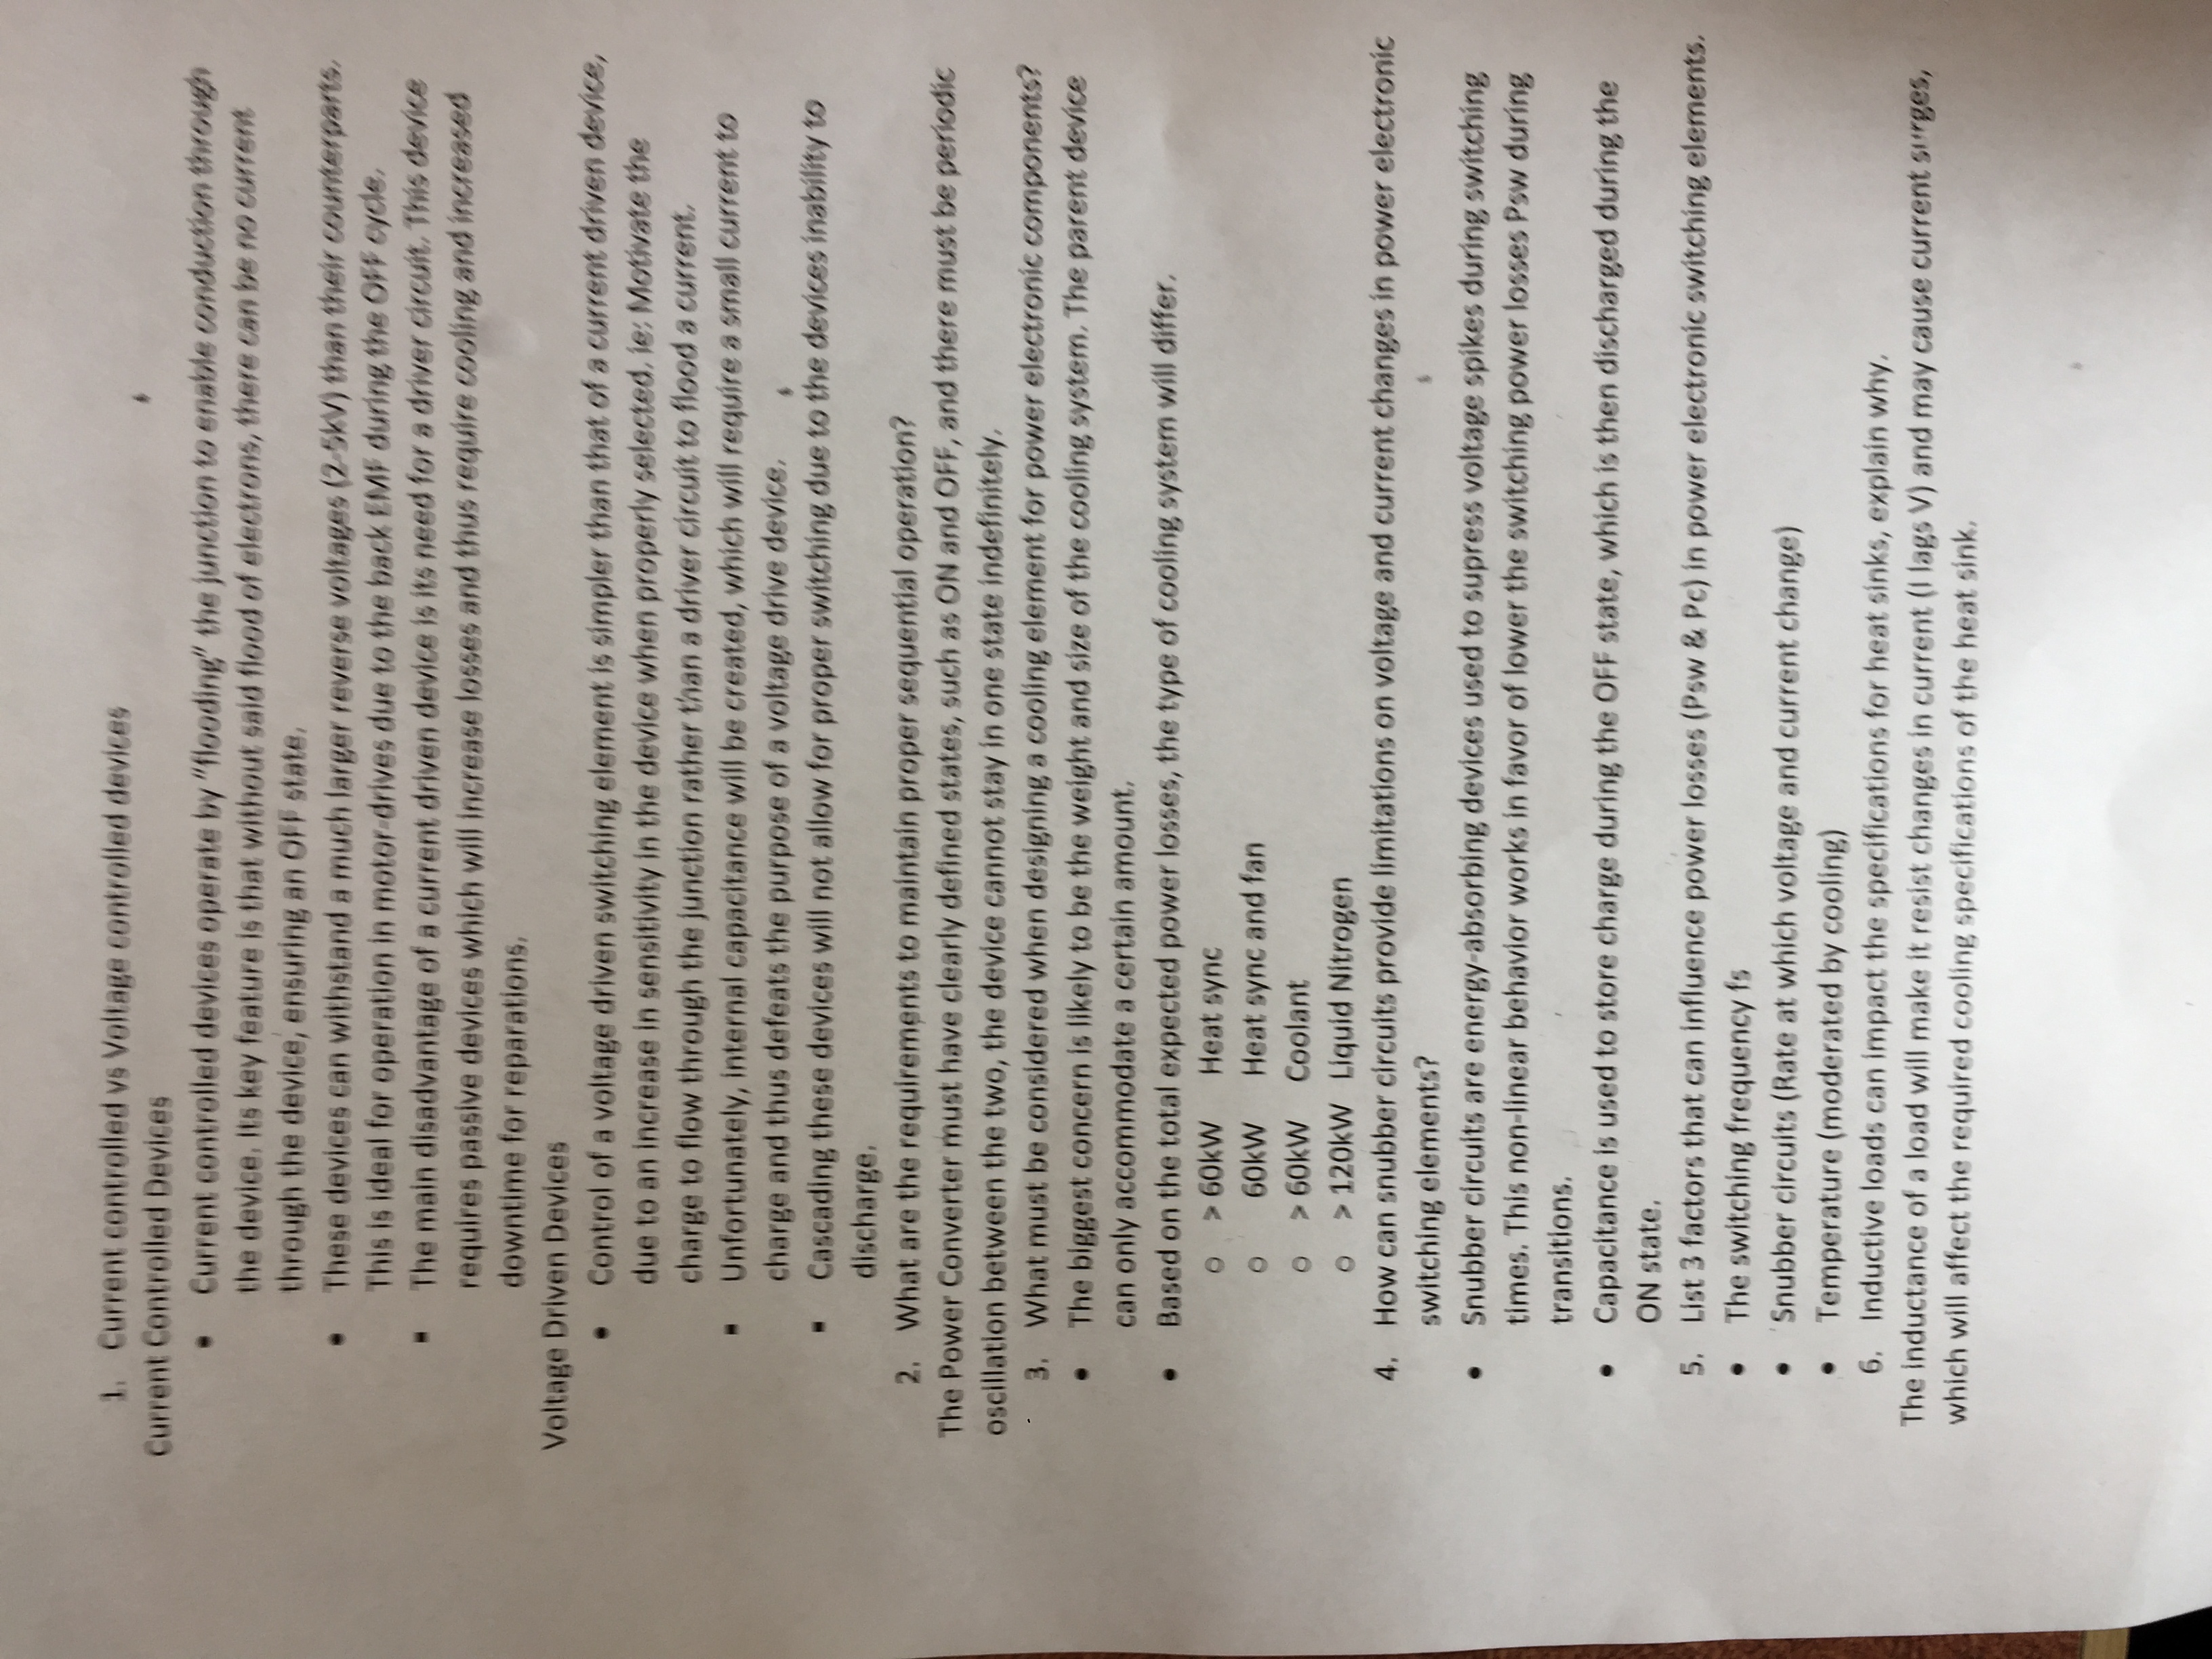 1. Current controlled vs Voltage controlled devices
Current Controlled Devices
• Current controlled devices operate by "flooding" the junction to enable conduction through
the device. Its key feature is that without said flood of electrons, there can be no current
through the device, ensuring an OFF state.
• These devices can withstand a much larger reverse voltages (2-5kV) than their counterparts.
This is ideal for operation in motor-drives due to the back EMF during the OFF cycle.
▪ The main disadvantage of a current driven device is its need for a driver circuit. This device
requires passive devices which will increase losses and thus require cooling and increased
downtime for reparations.
Voltage Driven Devices
• Control of a voltage driven switching element is simpler than that of a current driven device,
due to an increase in sensitivity in the device when properly selected. ie: Motivate the
charge to flow through the junction rather than a driver circuit to flood a current.
▪ Unfortunately, internal capacitance will be created, which will require a small current to
charge and thus defeats the purpose of a voltage drive device.
▪ Cascading these devices will not allow for proper switching due to the devices inability to
discharge.
2. What are the requirements to maintain proper sequential operation?
The Power Converter must have clearly defined states, such as ON and OFF, and there must be periodic
oscillation between the two, the device cannot stay in one state indefinitely.
3. What must be considered when designing a cooling element for power electronic components?
• The biggest concern is likely to be the weight and size of the cooling system. The parent device
can only accommodate a certain amount.
• Based on the total expected power losses, the type of cooling system will differ.
o > 60kW Heat sync
o 60kW Heat sync and fan
o > 60kW Coolant
o > 120kW Liquid Nitrogen
4. How can snubber circuits provide limitations on voltage and current changes in power electronic
switching elements?
• Snubber circuits are energy-absorbing devices used to supress voltage spikes during switching
times. This non-linear behavior works in favor of lower the switching power losses Psw during
transitions.
• Capacitance is used to store charge during the OFF state, which is then discharged during the
ON state.
5. List 3 factors that can influence power losses (Psw & Pc) in power electronic switching elements.
• The switching frequency fs
• Snubber circuits (Rate at which voltage and current change)
• Temperature (moderated by cooling)
6. Inductive loads can impact the specifications for heat sinks, explain why.
The inductance of a load will make it resist changes in current (I lags V) and may cause current surges,
which will affect the required cooling specifications of the heat sink.